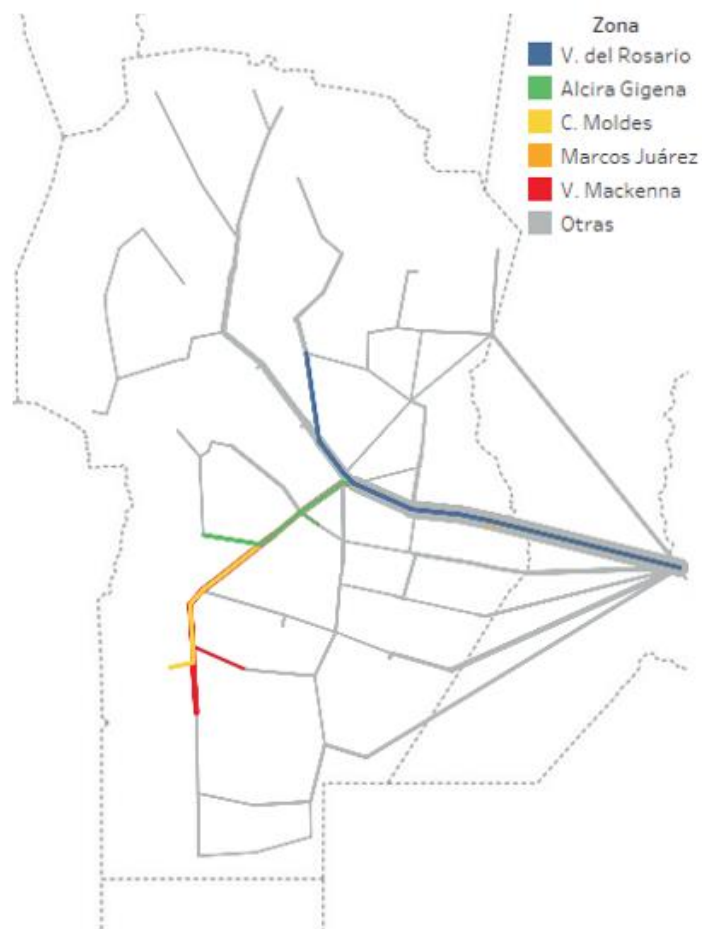 Zona
V. del Rosario
Alcira Gigena
C. Moldes
Marcos Juárez
V. Mackenna
Otras